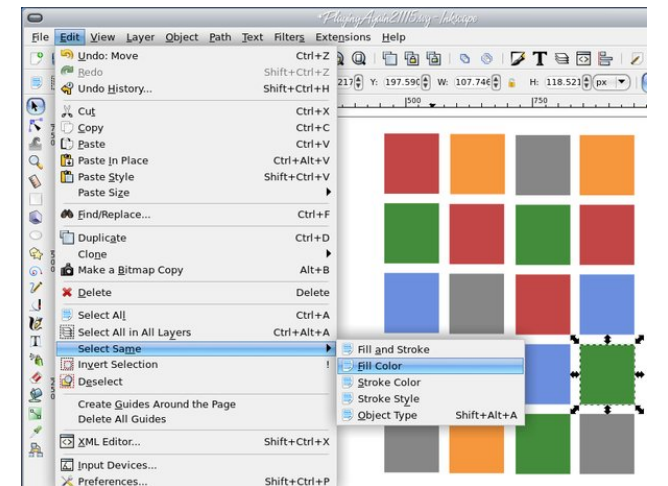 *PlayingAgain21115.svg - Inkscape
File Edit View Layer Object Path Text Filters Extensions Help
Undo: Move Ctrl+Z
Redo Shift+Ctrl+Z
Undo History... Shift+Ctrl+H
217 Y: 197.590 W: 107.746 H: 118.521 px
Cut Ctrl+X
500 750
Copy Ctrl+C
Paste Ctrl+V
Paste In Place Ctrl+Alt+V
Paste Style Shift+Ctrl+V
Paste Size
Find/Replace... Ctrl+F
Duplicate Ctrl+D
Clone
Make a Bitmap Copy Alt+B
Delete Delete
Select All Ctrl+A
Select All in All Layers Ctrl+Alt+A
Select Same
Fill and Stroke
Invert Selection !
Fill Color
Deselect
Stroke Color
Stroke Style
Create Guides Around the Page
Object Type Shift+Alt+A
Delete All Guides
XML Editor... Shift+Ctrl+X
Input Devices...
Preferences... Shift+Ctrl+P